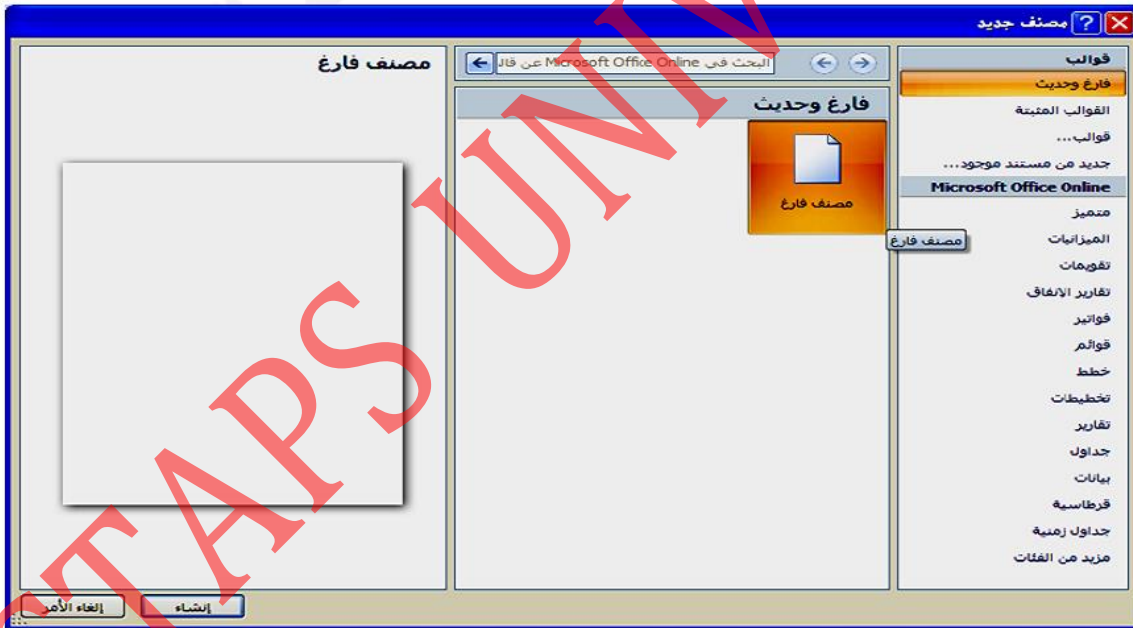 مصنف جديد
قوالب
فارغ وحديث
القوالب المثبتة
قوالب...
جديد من مستند موجود...
Microsoft Office Online
متميز
الميزانيات
تقويمات
تقارير الإنفاق
فواتير
قوائم
خطط
تخطيطات
تقارير
جداول
بيانات
قرطاسية
جداول زمنية
مزيد من الفئات
البحث في Microsoft Office Online عن قال
فارغ وحديث
مصنف فارغ
مصنف فارغ
مصنف فارغ
إنشاء
إلغاء الأمر
TAPS UNIV